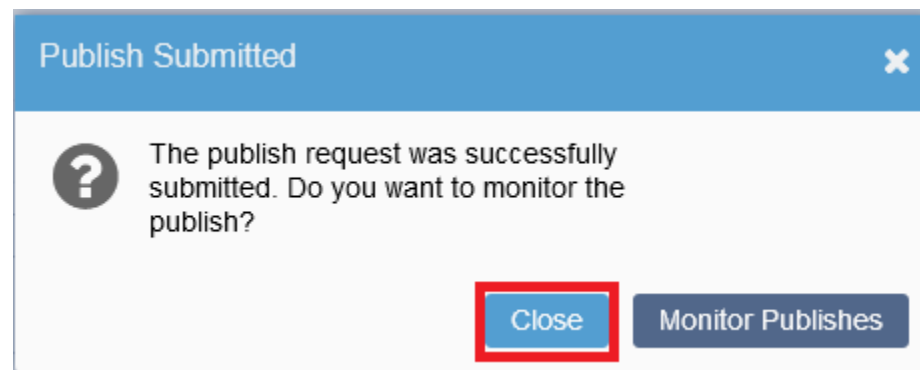 Publish Submitted
The publish request was successfully
submitted. Do you want to monitor the
publish?
Close
Monitor Publishes